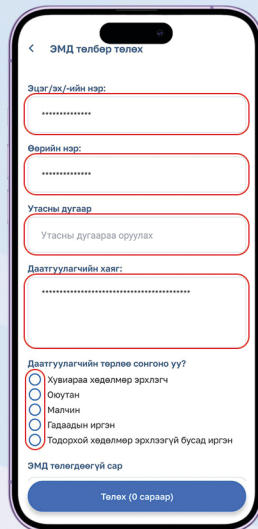 ЭМД төлбөр төлөх
Эцэг/эх/-ийн нэр:
**************
Өөрийн нэр:
**************
Утасны дугаар
Утасны дугаараа оруулах
Даатгуулагчийн хаяг:
******************************************
Даатгуулагчийн төрлөө сонгоно уу?
Хувиараа хөдөлмөр эрхлэгч
Оюутан
Малчин
Гадаадын иргэн
Тодорхой хөдөлмөр эрхлээгүй бусад иргэн
ЭМД төлөгдөөгүй сар
Төлөх (0 сараар)